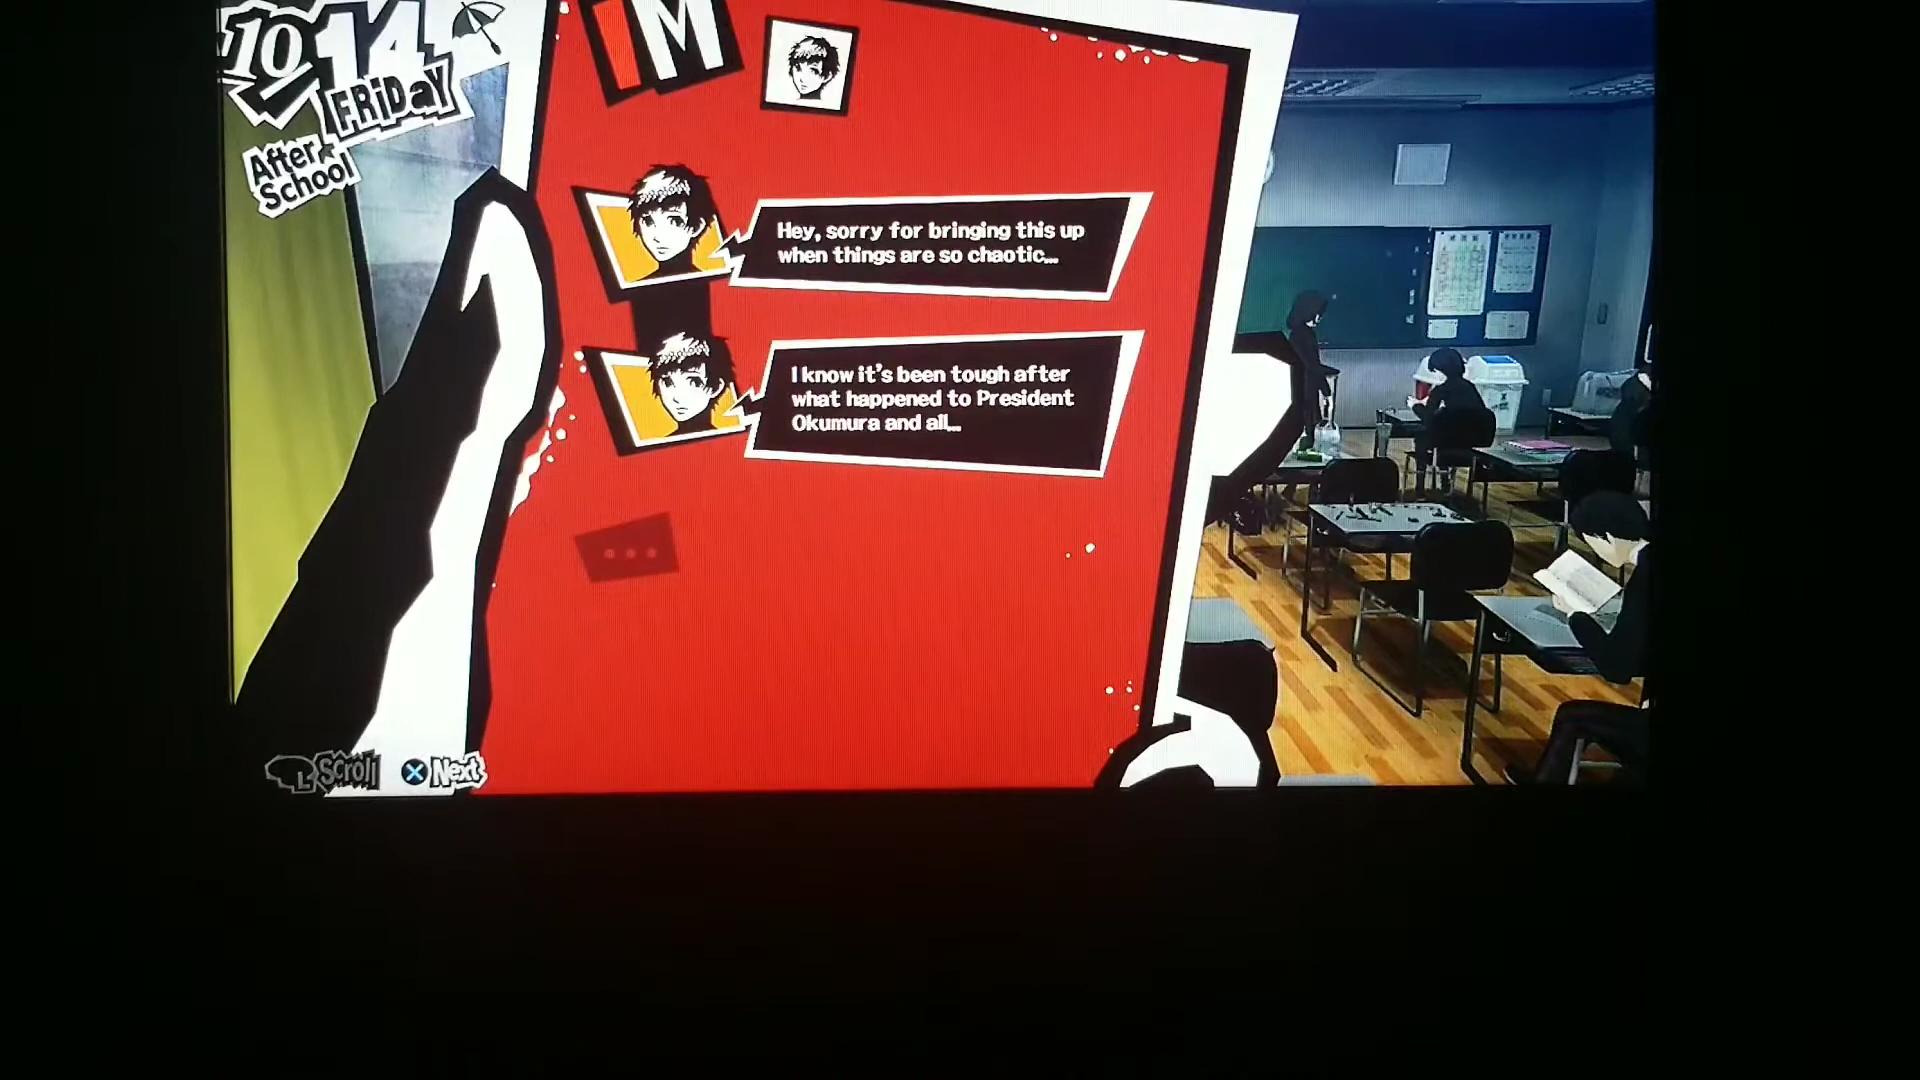 10 14
FRiDaY
After
School
iM
Hey, sorry for bringing this up
when things are so chaotic...
I know it's been tough after
what happened to President
Okumura and all...
L Scroll
Next